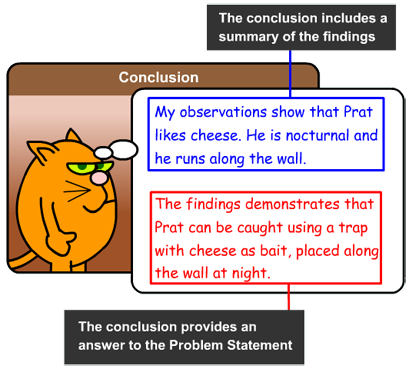 The conclusion includes a
summary of the findings
Conclusion
My observations show that Prat
likes cheese. He is nocturnal and
he runs along the wall.
The findings demonstrates that
Prat can be caught using a trap
with cheese as bait, placed along
the wall at night.
The conclusion provides an
answer to the Problem Statement